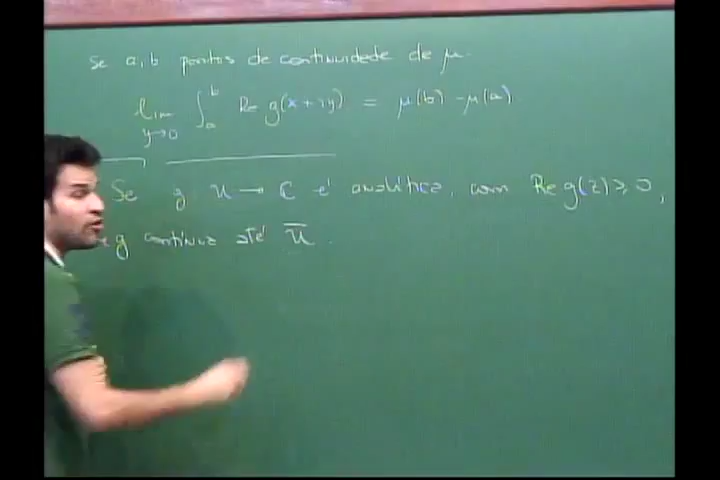 Se a, b pontos de continuidade de μ.
lim y→0 ∫_a^b Re g(x+iy) = μ(b) - μ(a)
Se g: U → ℂ é analítica, com Re g(z) ≥ 0,
g contínua até U̅.